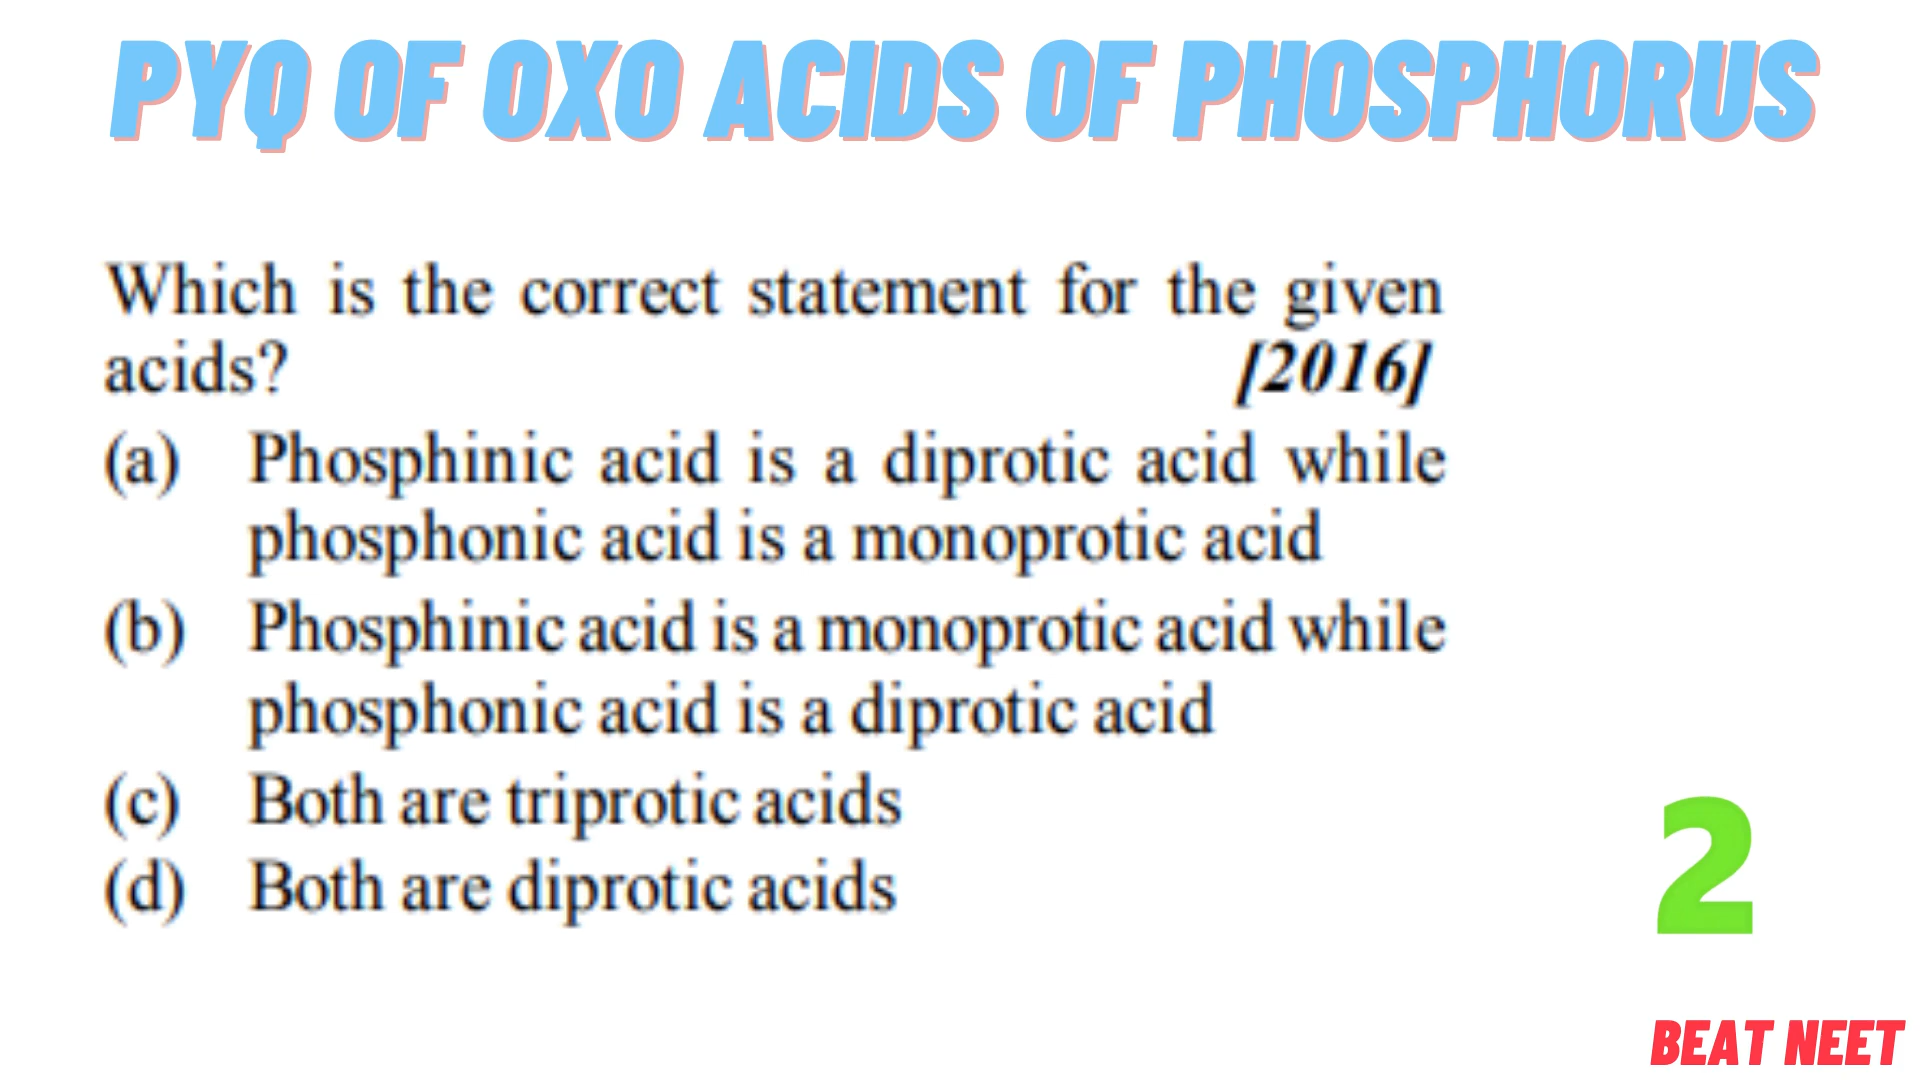 PYQ OF OXO ACIDS OF PHOSPHORUS
Which is the correct statement for the given
acids? [2016]
(a) Phosphinic acid is a diprotic acid while
phosphonic acid is a monoprotic acid
(b) Phosphinic acid is a monoprotic acid while
phosphonic acid is a diprotic acid
(c) Both are triprotic acids
(d) Both are diprotic acids
2
BEAT NEET